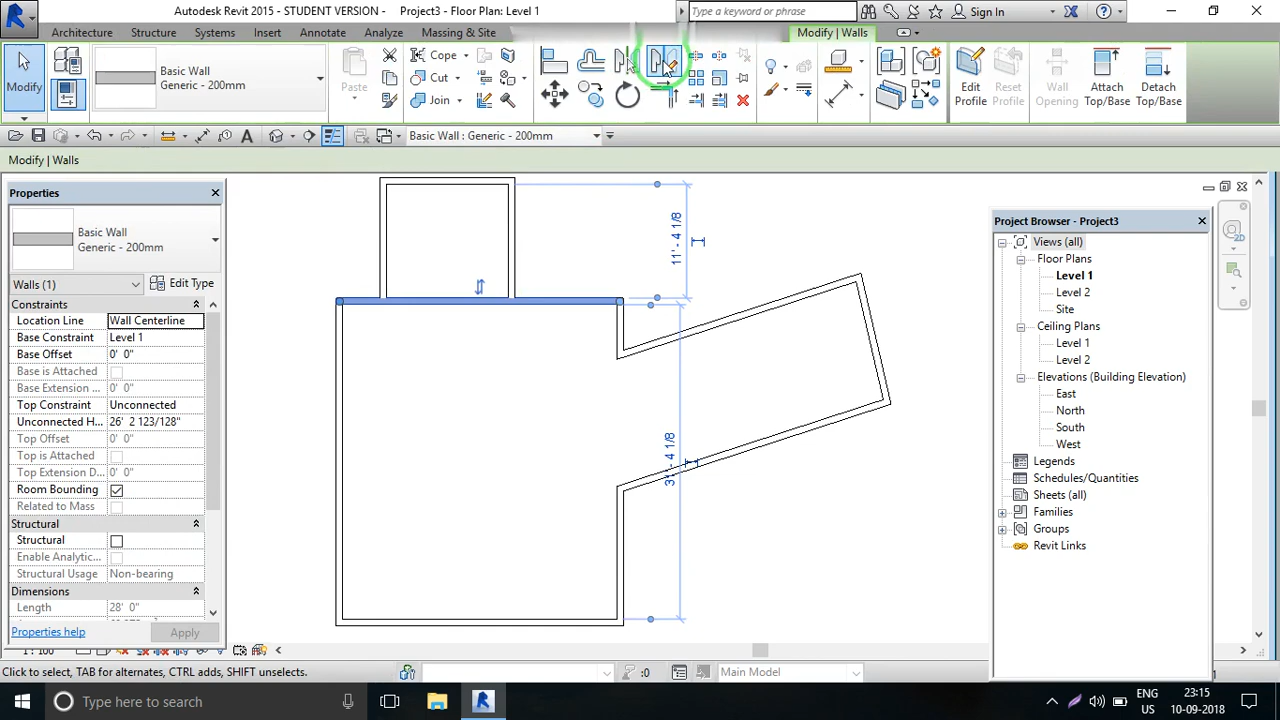 Autodesk Revit 2015 - STUDENT VERSION - Project3 - Floor Plan: Level 1
Type a keyword or phrase
Sign In
Architecture Structure Systems Insert Annotate Analyze Massing & Site Modify | Walls
Modify
Basic Wall
Generic - 200mm
Paste
Cope
Cut
Join
Edit Profile
Reset Profile
Wall Opening
Attach Top/Base
Detach Top/Base
Basic Wall : Generic - 200mm
Modify | Walls
Properties
Basic Wall
Generic - 200mm
Walls (1)
Edit Type
Constraints
Location Line Wall Centerline
Base Constraint Level 1
Base Offset 0' 0"
Base is Attached
Base Extension ... 0' 0"
Top Constraint Unconnected
Unconnected H... 26' 2 123/128"
Top Offset 0' 0"
Top is Attached
Top Extension D... 0' 0"
Room Bounding
Related to Mass
Structural
Structural
Enable Analytic...
Structural Usage Non-bearing
Dimensions
Length 28' 0"
Properties help
Apply
11' - 4 1/8
4 1/8
Project Browser - Project3
Views (all)
Floor Plans
Level 1
Level 2
Site
Ceiling Plans
Level 1
Level 2
Elevations (Building Elevation)
East
North
South
West
Legends
Schedules/Quantities
Sheets (all)
Families
Groups
Revit Links
1 : 100
Click to select, TAB for alternates, CTRL adds, SHIFT unselects.
:0
Main Model
Type here to search
ENG
US
23:15
10-09-2018